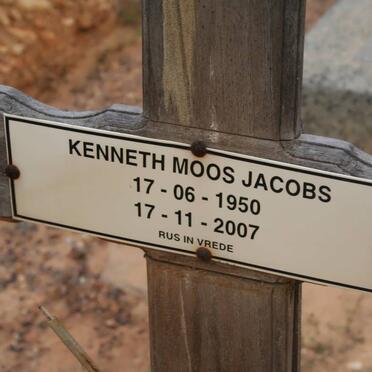 KENNETH MOOS JACOBS
17 - 06 - 1950
17 - 11 - 2007
RUS IN VREDE